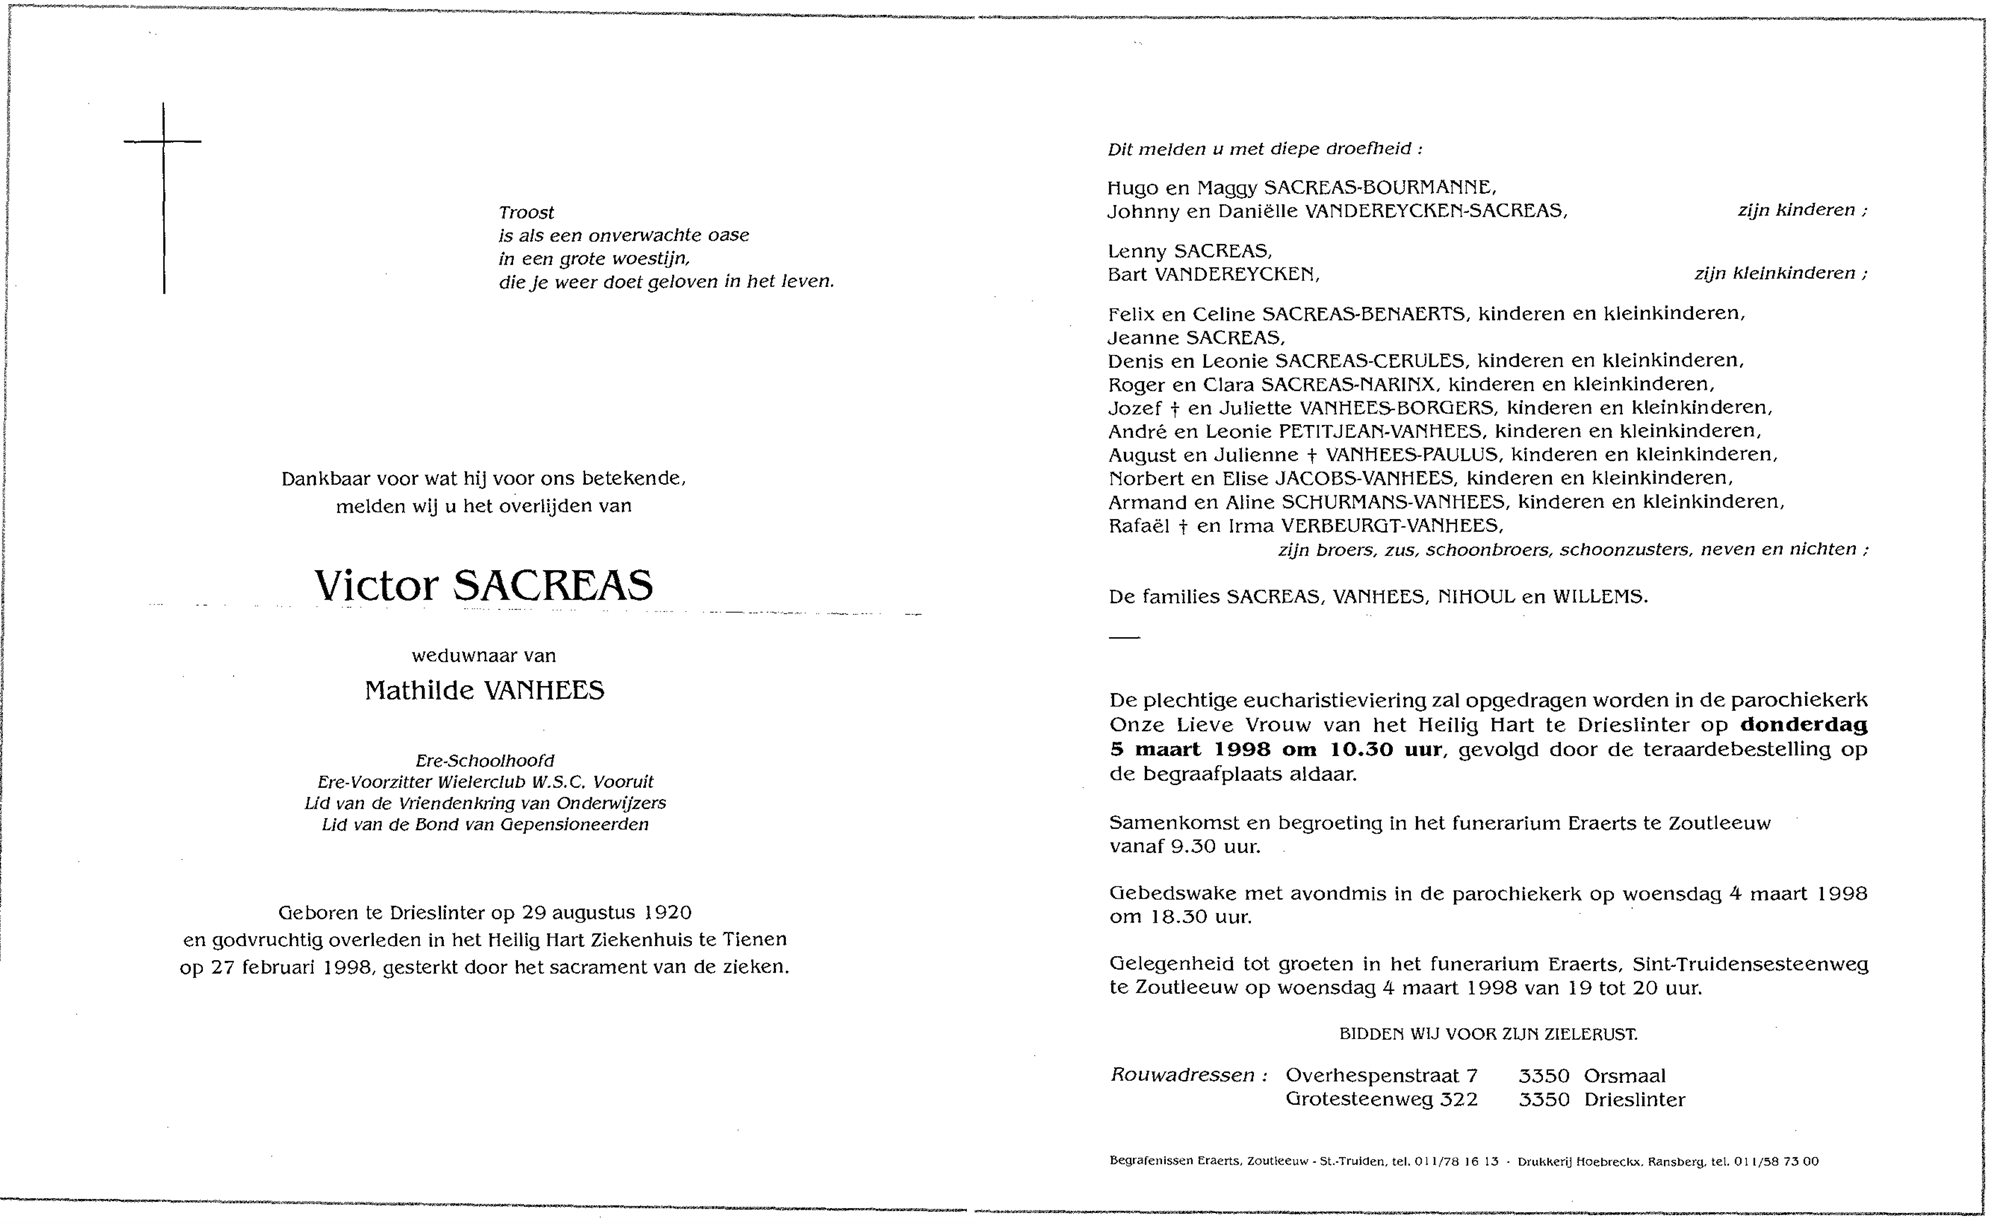 Troost
is als een onverwachte oase
in een grote woestijn,
die je weer doet geloven in het leven.
Dankbaar voor wat hij voor ons betekende,
melden wij u het overlijden van
Victor SACREAS
weduwnaar van
Mathilde VANHEES
Ere-Schoolhoofd
Ere-Voorzitter Wielerclub W.S.C. Vooruit
Lid van de Vriendenkring van Onderwijzers
Lid van de Bond van Gepensioneerden
Geboren te Drieslinter op 29 augustus 1920
en godvruchtig overleden in het Heilig Hart Ziekenhuis te Tienen
op 27 februari 1998, gesterkt door het sacrament van de zieken.
Dit melden u met diepe droefheid :
Hugo en Maggy SACREAS-BOURMANNE,
Johnny en Daniëlle VANDEREYCKEN-SACREAS, zijn kinderen ;
Lenny SACREAS,
Bart VANDEREYCKEN, zijn kleinkinderen ;
Felix en Celine SACREAS-BENAERTS, kinderen en kleinkinderen,
Jeanne SACREAS,
Denis en Leonie SACREAS-CERULES, kinderen en kleinkinderen,
Roger en Clara SACREAS-NARINX, kinderen en kleinkinderen,
Jozef † en Juliette VANHEES-BORGERS, kinderen en kleinkinderen,
André en Leonie PETITJEAN-VANHEES, kinderen en kleinkinderen,
August en Julienne † VANHEES-PAULUS, kinderen en kleinkinderen,
Norbert en Elise JACOBS-VANHEES, kinderen en kleinkinderen,
Armand en Aline SCHURMANS-VANHEES, kinderen en kleinkinderen,
Rafaël † en Irma VERBEURGT-VANHEES,
zijn broers, zus, schoonbroers, schoonzusters, neven en nichten ;
De families SACREAS, VANHEES, NIHOUL en WILLEMS.
De plechtige eucharistieviering zal opgedragen worden in de parochiekerk
Onze Lieve Vrouw van het Heilig Hart te Drieslinter op donderdag
5 maart 1998 om 10.30 uur, gevolgd door de teraardebestelling op
de begraafplaats aldaar.
Samenkomst en begroeting in het funerarium Eraerts te Zoutleeuw
vanaf 9.30 uur.
Gebedswake met avondmis in de parochiekerk op woensdag 4 maart 1998
om 18.30 uur.
Gelegenheid tot groeten in het funerarium Eraerts, Sint-Truidensesteenweg
te Zoutleeuw op woensdag 4 maart 1998 van 19 tot 20 uur.
BIDDEN WIJ VOOR ZIJN ZIELERUST.
Rouwadressen : Overhespenstraat 7 3350 Orsmaal
Grotesteenweg 322 3350 Drieslinter
Begrafenissen Eraerts, Zoutleeuw - St.-Truiden, tel. 011/78 16 13 - Drukkerij Hoebreckx, Ransberg, tel. 011/58 73 00